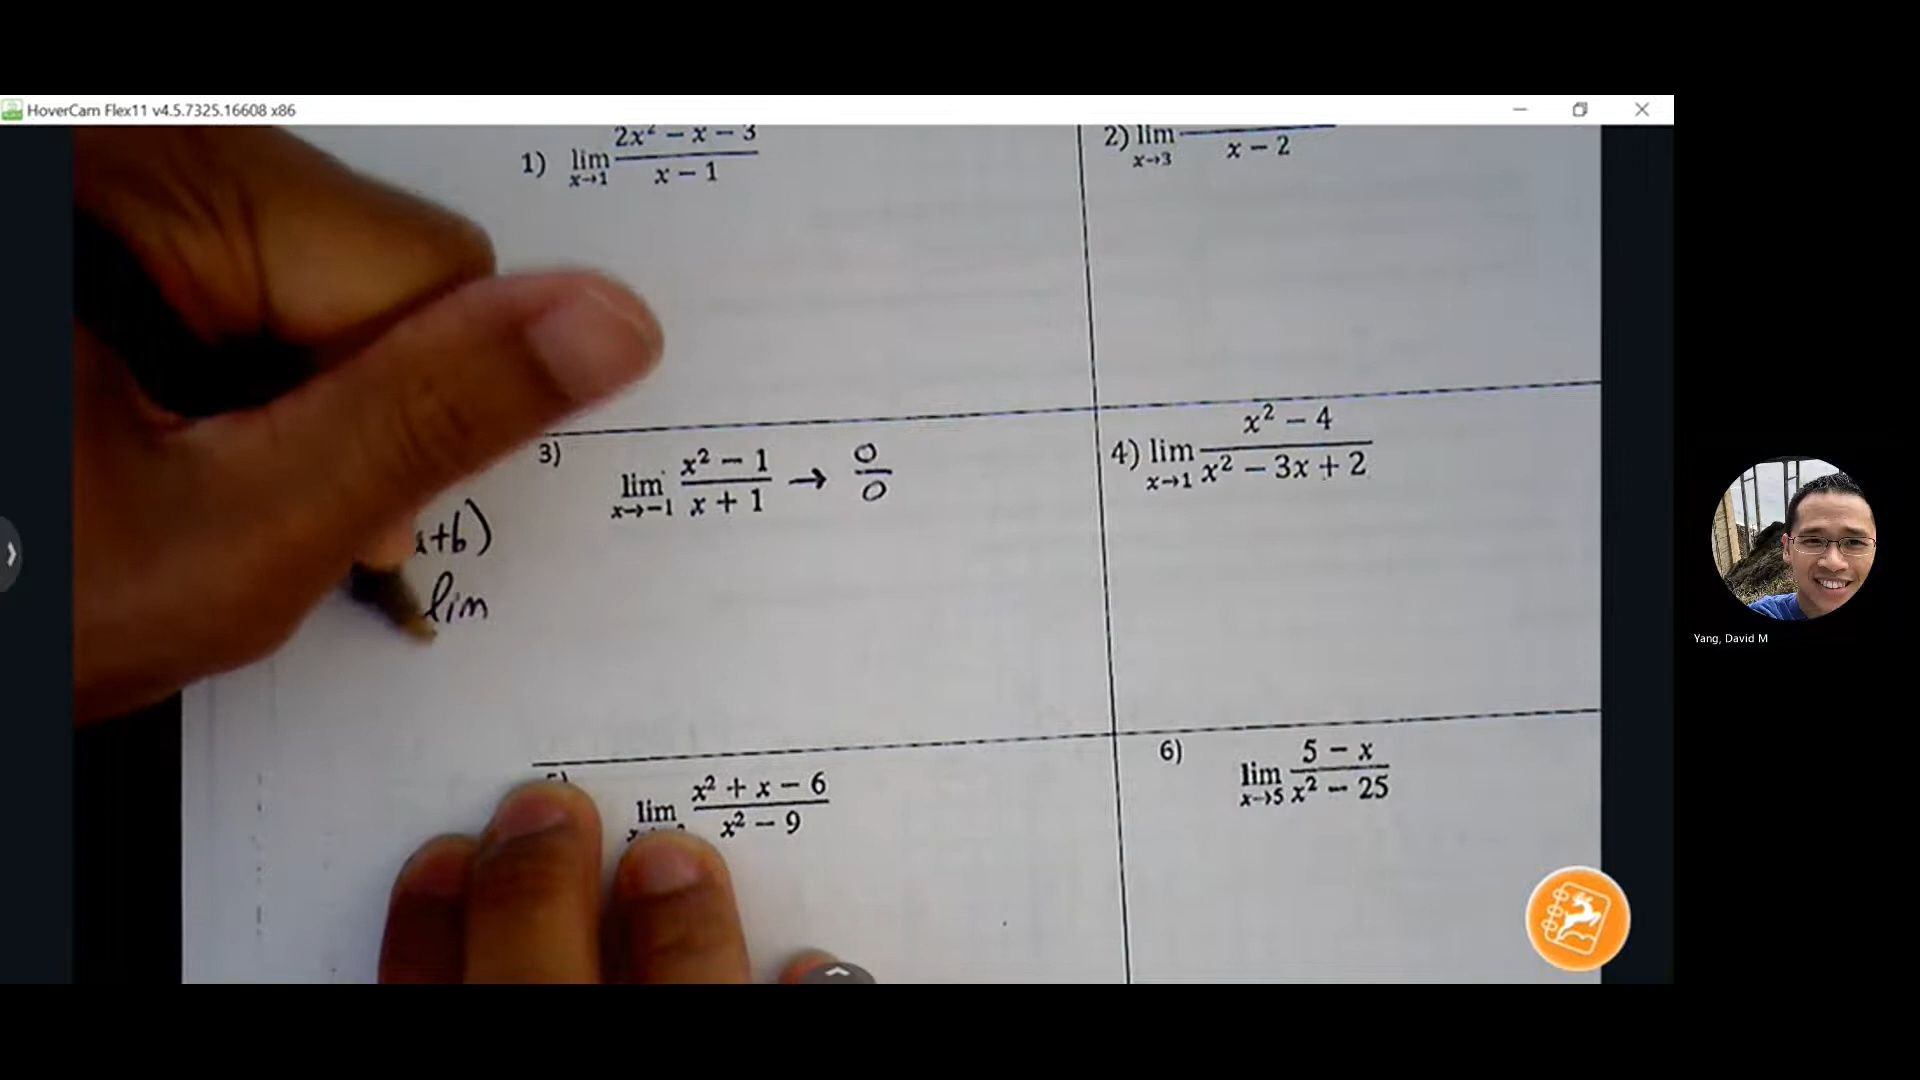 HoverCam Flex11 v4.5.7325.16608 x86
1) lim x→1 2x² − x − 3 / x − 1
2) lim x→3 / x − 2
3) lim x→−1 x² − 1 / x + 1 → 0/0
4) lim x→1 x² − 4 / x² − 3x + 2
+b)
lim
lim x² + x − 6 / x² − 9
6) lim x→5 5 − x / x² − 25
Yang, David M